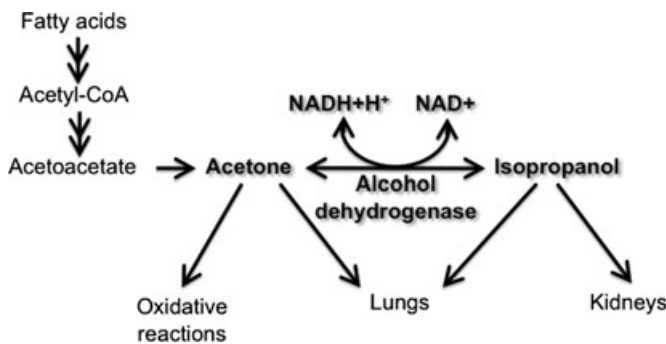 Fatty acids
Acetyl-CoA
NADH+H⁺ NAD+
Acetoacetate
Acetone
Isopropanol
Alcohol
dehydrogenase
Oxidative
reactions
Lungs
Kidneys